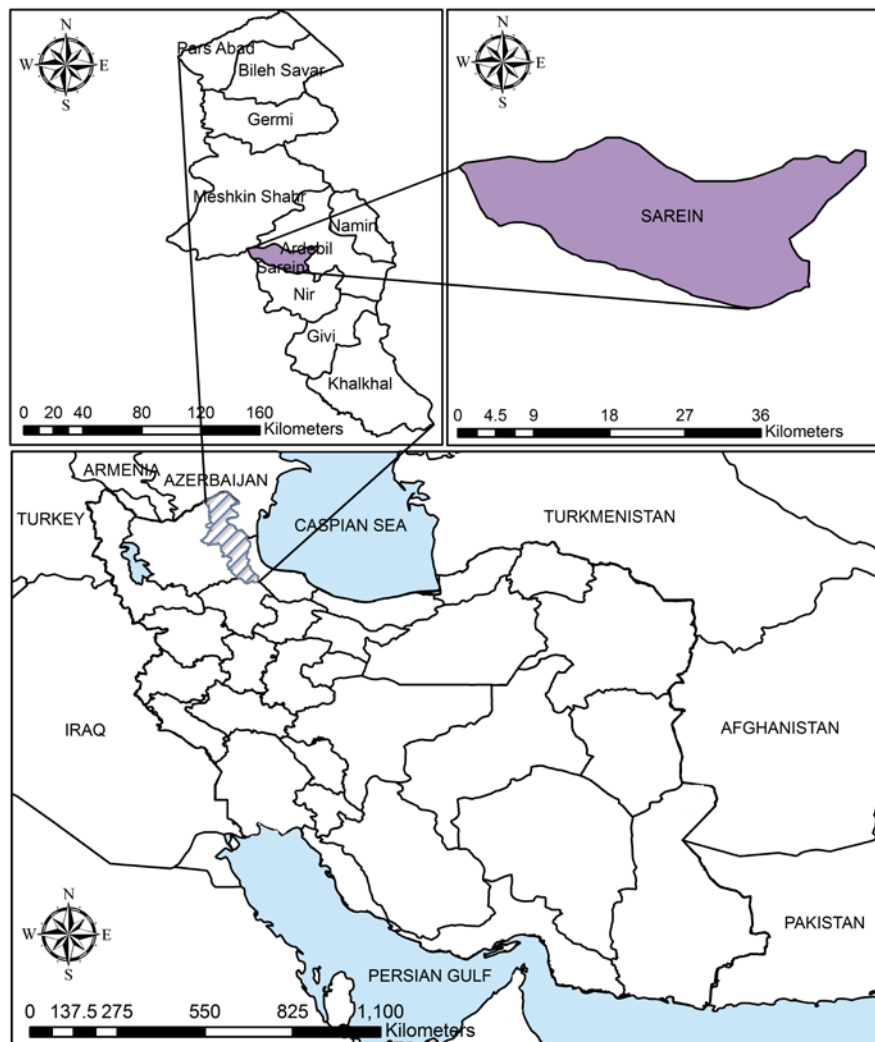 N
W E
S
Pars Abad
Bileh Savar
Germi
Meshkin Shahr
Namin
Ardebil
Sarein
Nir
Givi
Khalkhal
0 20 40 80 120 160
Kilometers
N
W E
S
SAREIN
0 4.5 9 18 27 36
Kilometers
ARMENIA
AZERBAIJAN
TURKEY
CASPIAN SEA
TURKMENISTAN
IRAQ
AFGHANISTAN
N
W E
S
PAKISTAN
PERSIAN GULF
0 137.5 275 550 825 1,100
Kilometers